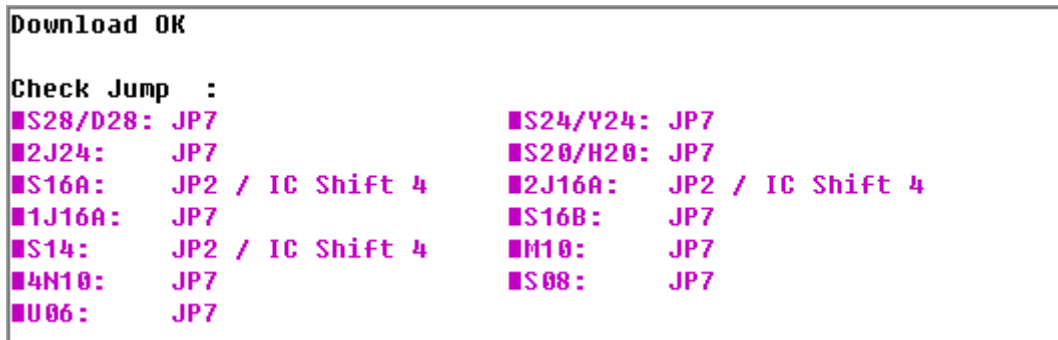 Download OK
Check Jump  :
■S28/D28: JP7 ■S24/Y24: JP7
■2J24: JP7 ■S20/H20: JP7
■S16A: JP2 / IC Shift 4 ■2J16A: JP2 / IC Shift 4
■1J16A: JP7 ■S16B: JP7
■S14: JP2 / IC Shift 4 ■M10: JP7
■4N10: JP7 ■S08: JP7
■U06: JP7